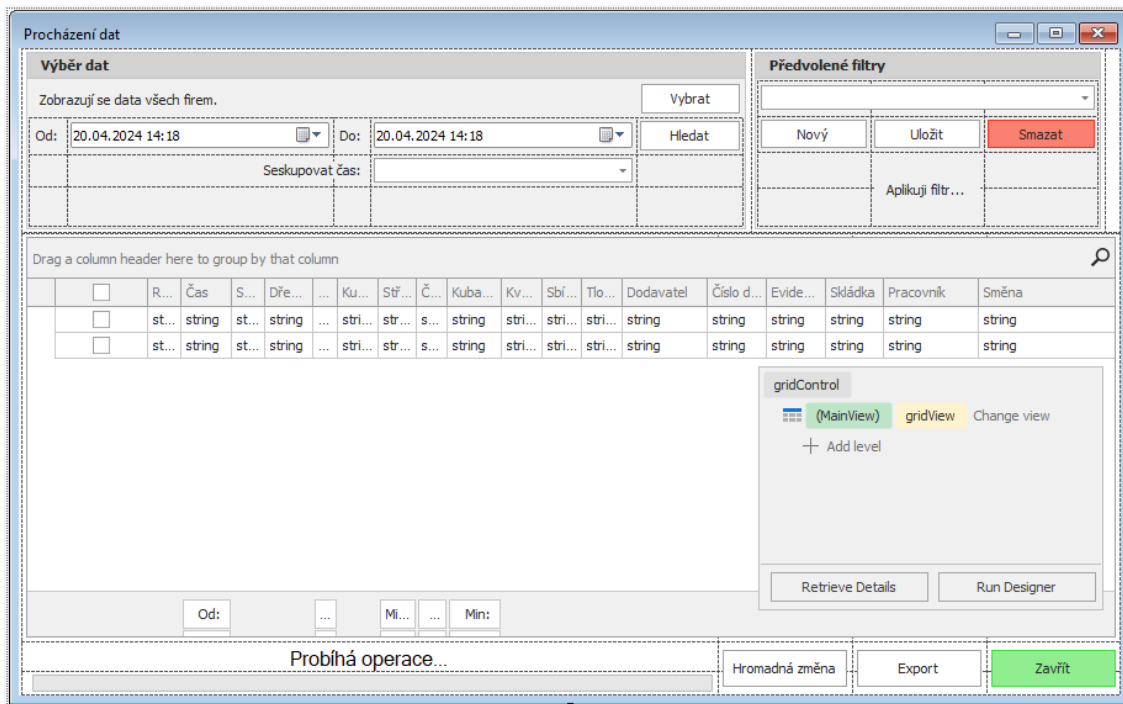 Procházení dat
Výběr dat
Předvolené filtry
Zobrazují se data všech firem.
Vybrat
Od: 20.04.2024 14:18 Do: 20.04.2024 14:18 Hledat
Nový Uložit Smazat
Seskupovat čas:
Aplikuji filtr...
Drag a column header here to group by that column
R... Čas S... Dře... ... Ku... Stř... Č... Kuba... Kv... Sbí... Tlo... Dodavatel Číslo d... Evide... Skládka Pracovník Směna
st... string st... string ... stri... str... s... string stri... stri... stri... string string string string string string
st... string st... string ... stri... str... s... string stri... stri... stri... string string string string string string
gridControl
(MainView) gridView Change view
Add level
Retrieve Details Run Designer
Od: ... Mi... ... Min:
Probíhá operace...
Hromadná změna Export Zavřít